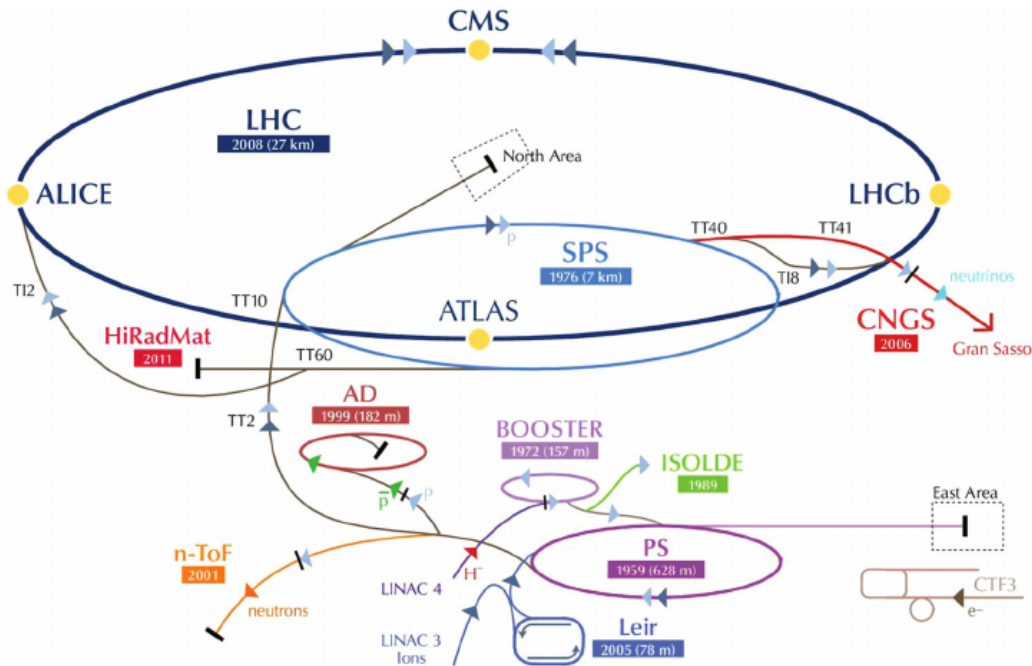 CMS
LHC
2008 (27 km)
North Area
ALICE
LHCb
p
TT40
TT41
SPS
1976 (7 km)
TI8
neutrinos
TI2
TT10
ATLAS
CNGS
2006
Gran Sasso
HiRadMat
2011
TT60
AD
1999 (182 m)
TT2
BOOSTER
1972 (157 m)
ISOLDE
1989
p̅
p
East Area
n-ToF
2001
PS
1959 (628 m)
H⁻
LINAC 4
neutrons
CTF3
e–
LINAC 3
Ions
Leir
2005 (78 m)